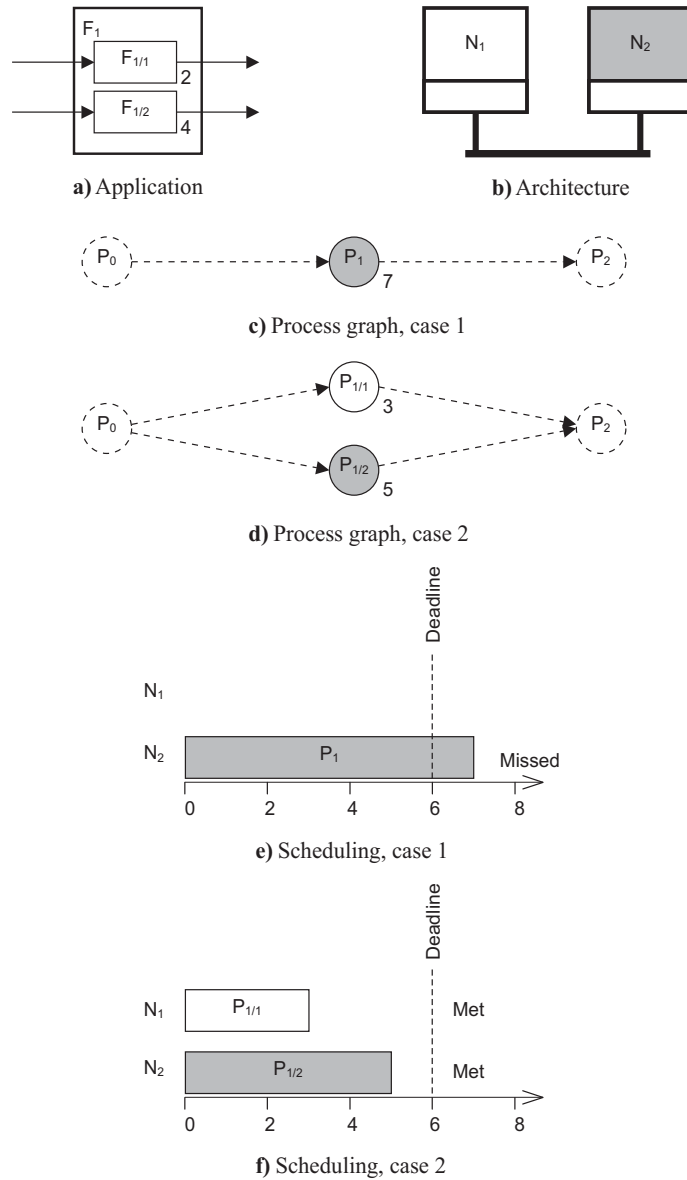 F₁
F₁/₁
2
F₁/₂
4
N₁
N₂
a) Application
b) Architecture
P₀
P₁
7
P₂
c) Process graph, case 1
P₀
P₁/₁
3
P₁/₂
5
P₂
d) Process graph, case 2
Deadline
N₁
N₂
P₁
Missed
0 2 4 6 8
e) Scheduling, case 1
Deadline
N₁
P₁/₁
Met
N₂
P₁/₂
Met
0 2 4 6 8
f) Scheduling, case 2